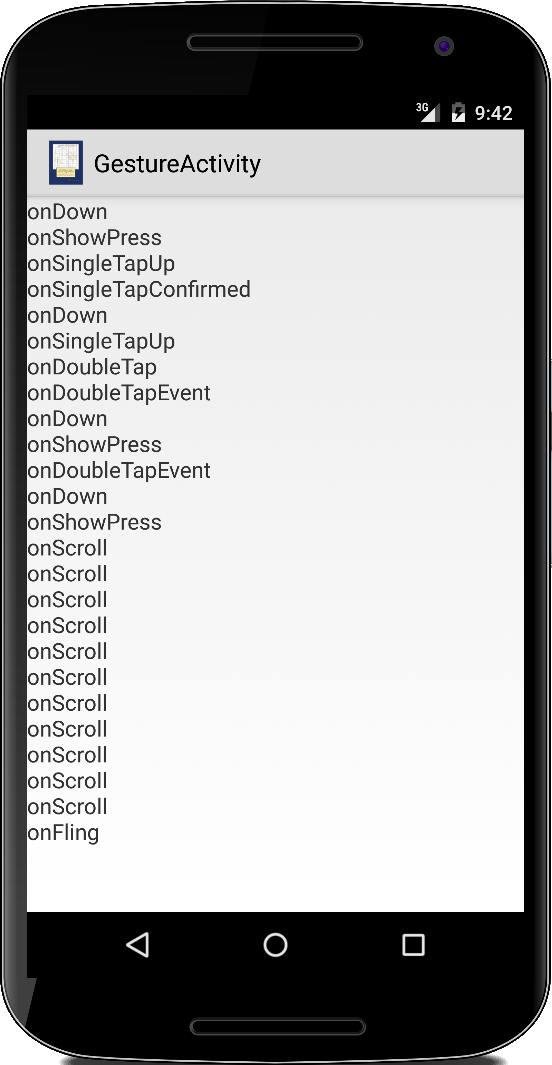 3G 9:42
GestureActivity
onDown
onShowPress
onSingleTapUp
onSingleTapConfirmed
onDown
onSingleTapUp
onDoubleTap
onDoubleTapEvent
onDown
onShowPress
onDoubleTapEvent
onDown
onShowPress
onScroll
onScroll
onScroll
onScroll
onScroll
onScroll
onScroll
onScroll
onScroll
onScroll
onScroll
onFling